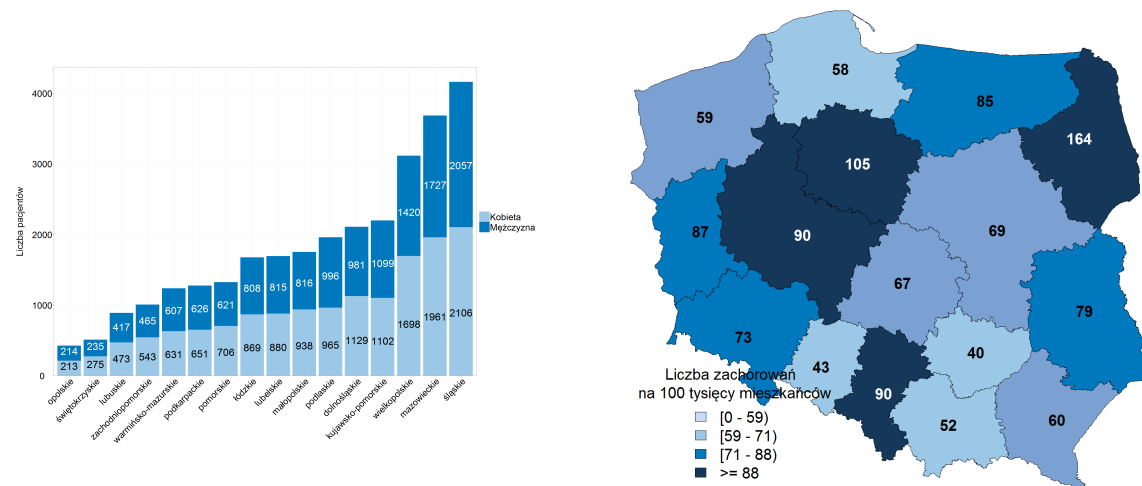 4000
3000
2000
1000
0
Liczba pacjentów
214
213
235
275
417
473
465
543
607
631
626
651
621
706
808
869
815
880
816
938
996
965
981
1129
1099
1102
1420
1698
1727
1961
2057
2106
opolskie
świętokrzyskie
lubuskie
zachodniopomorskie
warmińsko-mazurskie
podkarpackie
pomorskie
łódzkie
lubelskie
małopolskie
podlaskie
dolnośląskie
kujawsko-pomorskie
wielkopolskie
mazowieckie
śląskie
Kobieta
Mężczyzna
58
59
85
164
105
87
90
69
67
79
73
43
90
40
52
60
Liczba zachorowań
na 100 tysięcy mieszkańców
[0 - 59)
[59 - 71)
[71 - 88)
>= 88